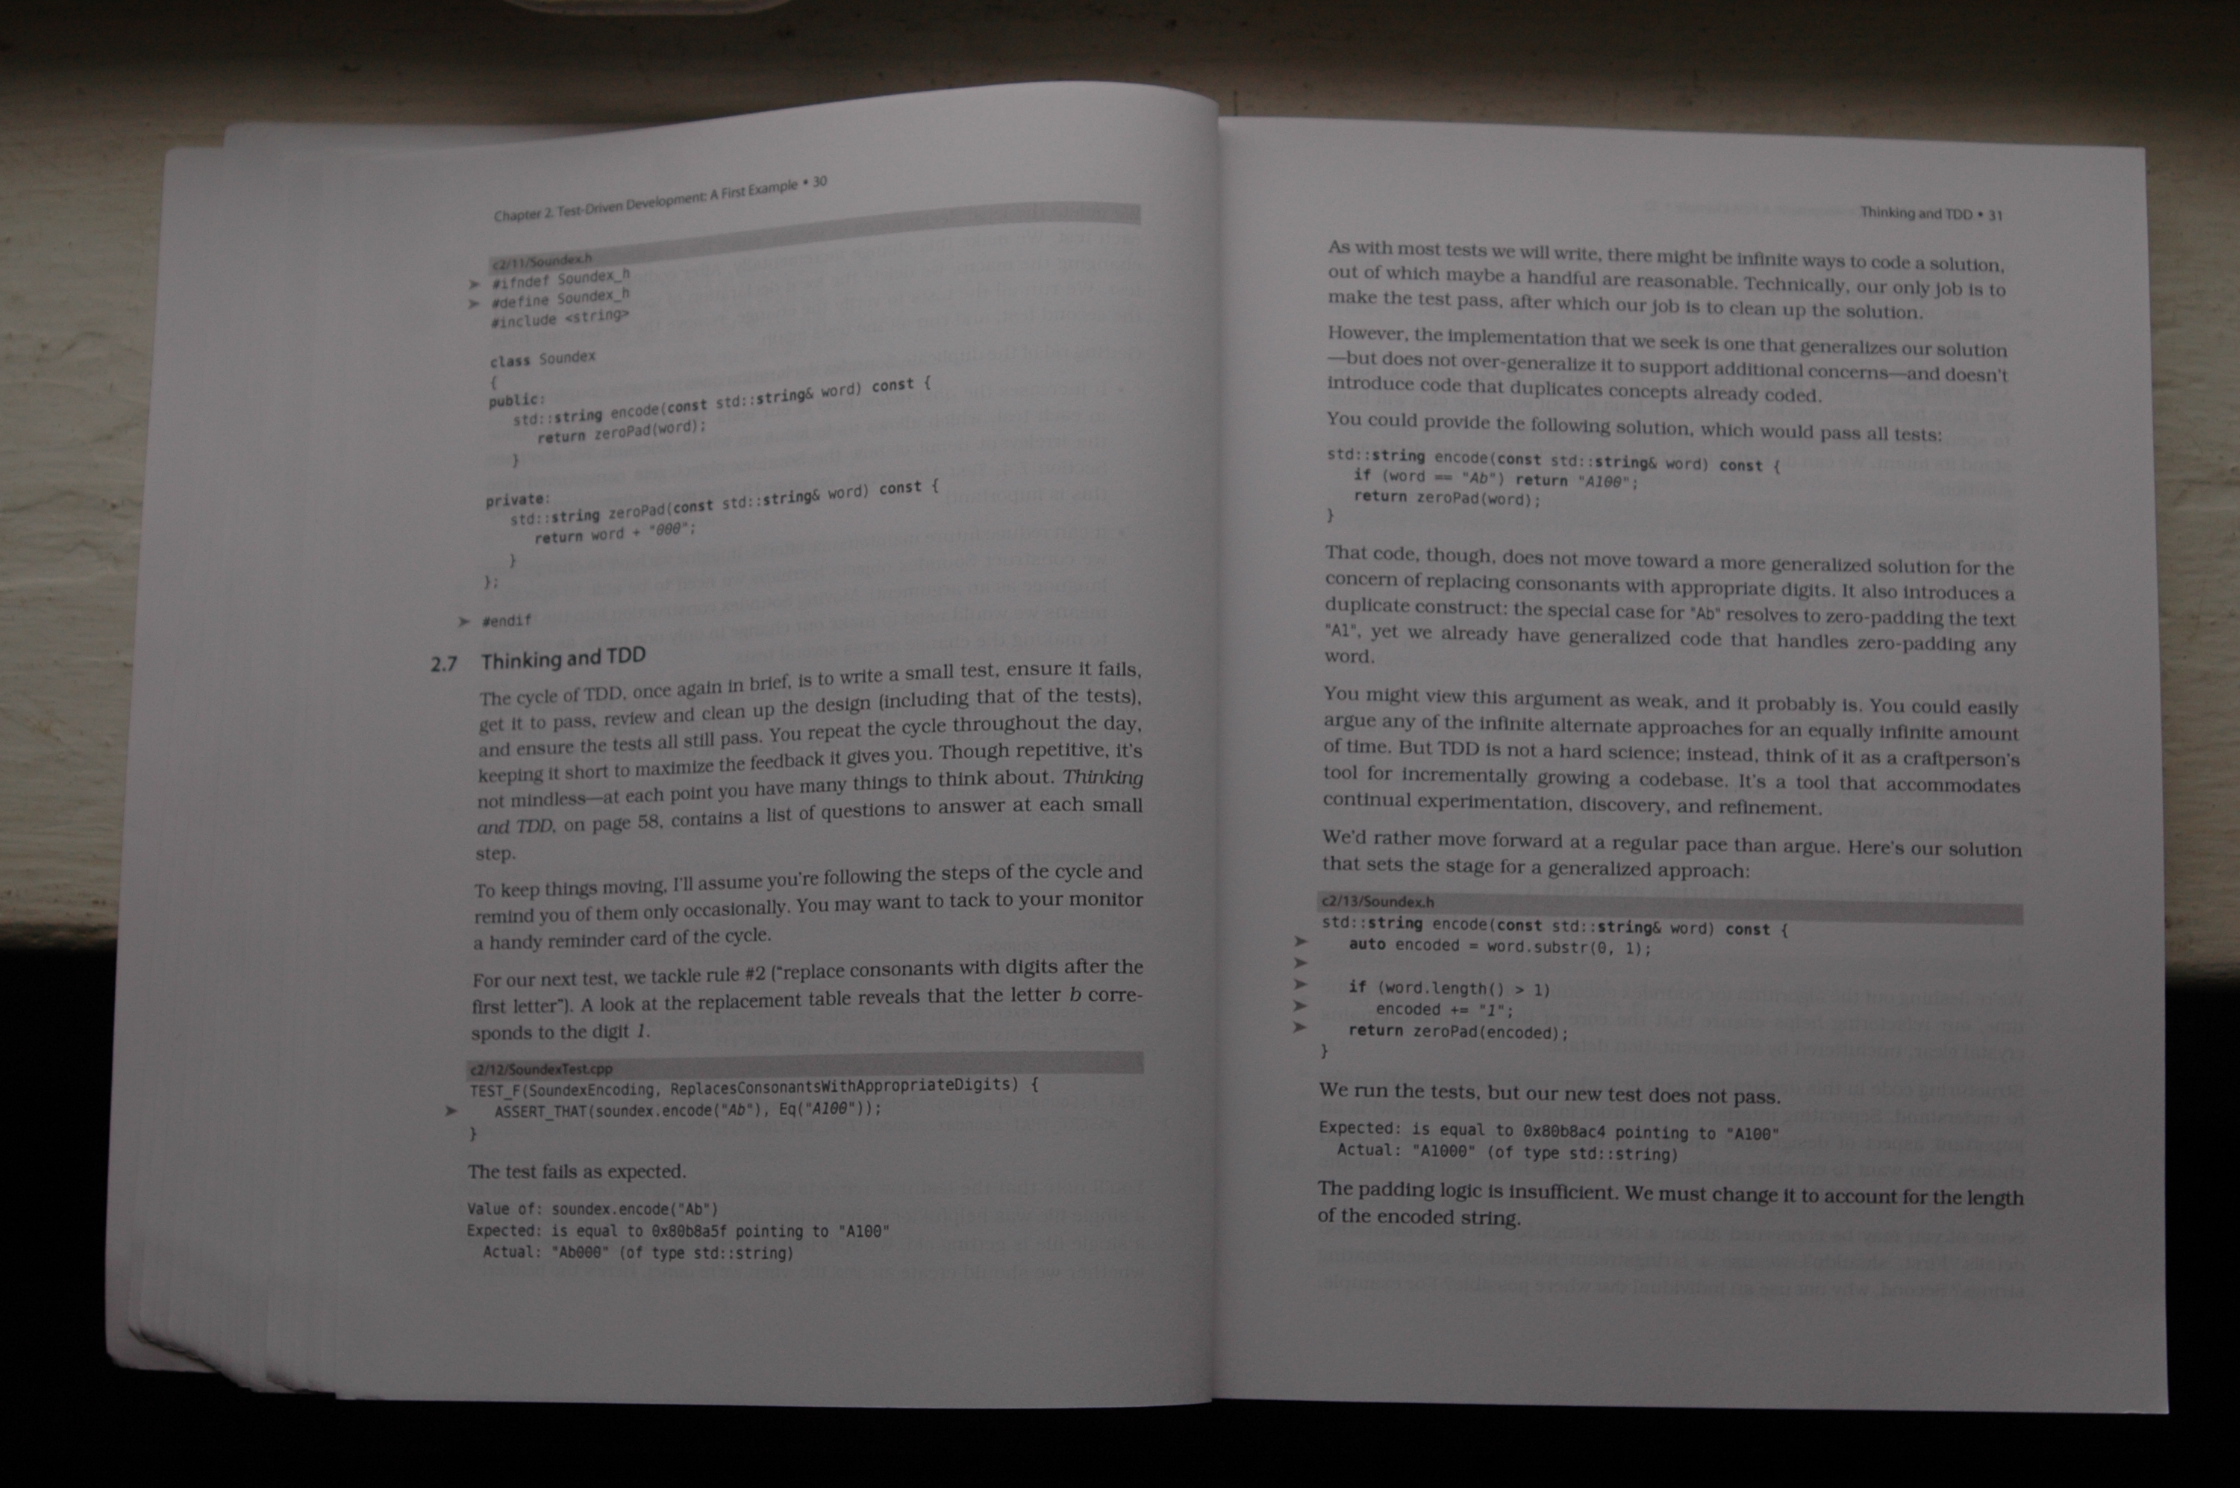 Chapter 2. Test-Driven Development: A First Example • 30
c2/11/Soundex.h
➤ #ifndef Soundex_h
➤ #define Soundex_h
#include <string>
class Soundex
{
public:
std::string encode(const std::string& word) const {
return zeroPad(word);
}
private:
std::string zeroPad(const std::string& word) const {
return word + "000";
}
};
➤ #endif
2.7 Thinking and TDD
The cycle of TDD, once again in brief, is to write a small test, ensure it fails,
get it to pass, review and clean up the design (including that of the tests),
and ensure the tests all still pass. You repeat the cycle throughout the day,
keeping it short to maximize the feedback it gives you. Though repetitive, it's
not mindless—at each point you have many things to think about. Thinking
and TDD, on page 58, contains a list of questions to answer at each small
step.
To keep things moving, I'll assume you're following the steps of the cycle and
remind you of them only occasionally. You may want to tack to your monitor
a handy reminder card of the cycle.
For our next test, we tackle rule #2 ("replace consonants with digits after the
first letter"). A look at the replacement table reveals that the letter b corre-
sponds to the digit 1.
c2/12/SoundexTest.cpp
TEST_F(SoundexEncoding, ReplacesConsonantsWithAppropriateDigits) {
➤ ASSERT_THAT(soundex.encode("Ab"), Eq("A100"));
}
The test fails as expected.
Value of: soundex.encode("Ab")
Expected: is equal to 0x80b8a5f pointing to "A100"
Actual: "Ab000" (of type std::string)
Thinking and TDD • 31
As with most tests we will write, there might be infinite ways to code a solution,
out of which maybe a handful are reasonable. Technically, our only job is to
make the test pass, after which our job is to clean up the solution.
However, the implementation that we seek is one that generalizes our solution
—but does not over-generalize it to support additional concerns—and doesn't
introduce code that duplicates concepts already coded.
You could provide the following solution, which would pass all tests:
std::string encode(const std::string& word) const {
if (word == "Ab") return "A100";
return zeroPad(word);
}
That code, though, does not move toward a more generalized solution for the
concern of replacing consonants with appropriate digits. It also introduces a
duplicate construct: the special case for "Ab" resolves to zero-padding the text
"A1", yet we already have generalized code that handles zero-padding any
word.
You might view this argument as weak, and it probably is. You could easily
argue any of the infinite alternate approaches for an equally infinite amount
of time. But TDD is not a hard science; instead, think of it as a craftperson's
tool for incrementally growing a codebase. It's a tool that accommodates
continual experimentation, discovery, and refinement.
We'd rather move forward at a regular pace than argue. Here's our solution
that sets the stage for a generalized approach:
c2/13/Soundex.h
std::string encode(const std::string& word) const {
➤ auto encoded = word.substr(0, 1);
➤
➤ if (word.length() > 1)
➤ encoded += "1";
➤ return zeroPad(encoded);
}
We run the tests, but our new test does not pass.
Expected: is equal to 0x80b8ac4 pointing to "A100"
Actual: "A1000" (of type std::string)
The padding logic is insufficient. We must change it to account for the length
of the encoded string.